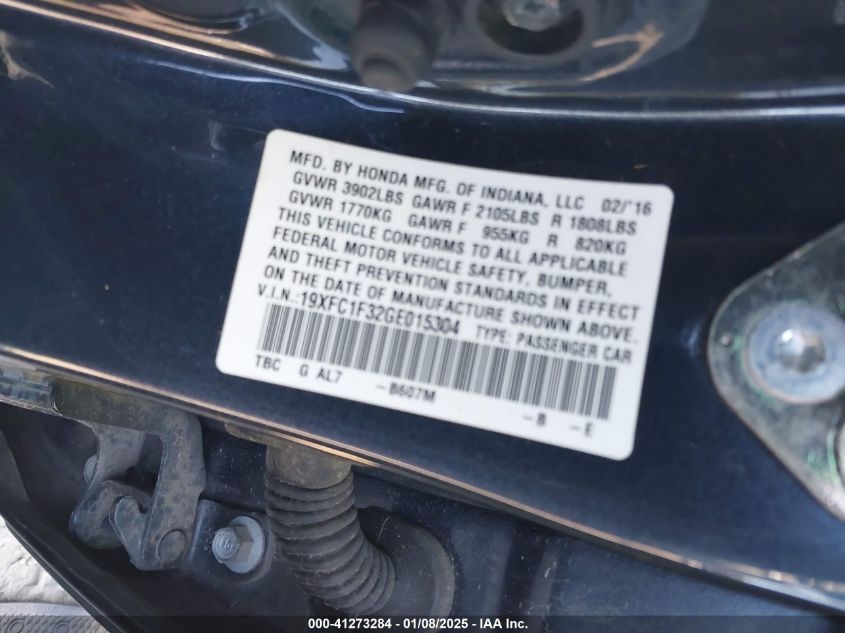 MFD. BY HONDA MFG. OF INDIANA, LLC 02/'16
GVWR 3902LBS GAWR F 2105LBS R 1808LBS
GVWR 1770KG GAWR F 955KG R 820KG
THIS VEHICLE CONFORMS TO ALL APPLICABLE
FEDERAL MOTOR VEHICLE SAFETY, BUMPER,
AND THEFT PREVENTION STANDARDS IN EFFECT
ON THE DATE OF MANUFACTURE SHOWN ABOVE.
V.I.N.:19XFC1F32GE015304 TYPE: PASSENGER CAR
TBC G AL7 -B607M -B -E
000-41273284 - 01/08/2025 - IAA Holdings, LLC.